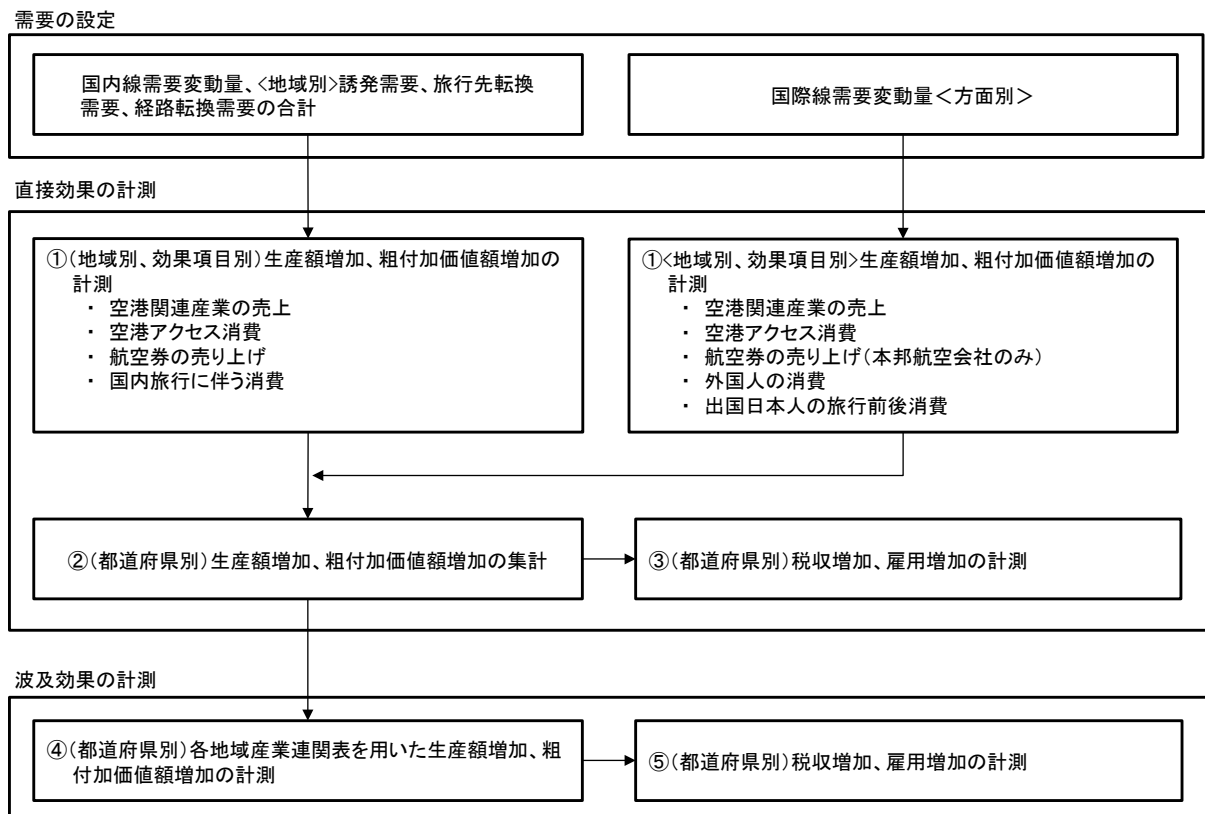 需要の設定
国内線需要変動量、<地域別>誘発需要、旅行先転換
需要、経路転換需要の合計
国際線需要変動量＜方面別＞
直接効果の計測
①(地域別、効果項目別)生産額増加、粗付加価値額増加の
計測
・ 空港関連産業の売上
・ 空港アクセス消費
・ 航空券の売り上げ
・ 国内旅行に伴う消費
①<地域別、効果項目別>生産額増加、粗付加価値額増加の
計測
・ 空港関連産業の売上
・ 空港アクセス消費
・ 航空券の売り上げ(本邦航空会社のみ)
・ 外国人の消費
・ 出国日本人の旅行前後消費
②(都道府県別)生産額増加、粗付加価値額増加の集計
③(都道府県別)税収増加、雇用増加の計測
波及効果の計測
④(都道府県別)各地域産業連関表を用いた生産額増加、粗
付加価値額増加の計測
⑤(都道府県別)税収増加、雇用増加の計測